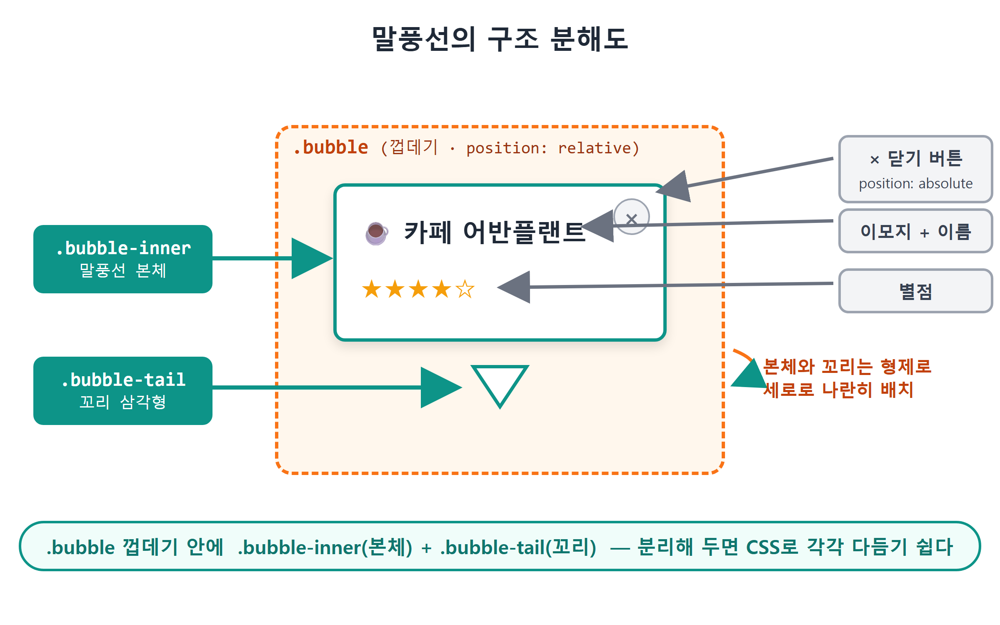 말풍선의 구조 분해도
.bubble (껍데기 · position: relative)
× 닫기 버튼
position: absolute
×
카페 어반플랜트
이모지 + 이름
.bubble-inner
말풍선 본체
★★★★☆
별점
.bubble-tail
꼬리 삼각형
본체와 꼬리는 형제로
세로로 나란히 배치
.bubble 껍데기 안에 .bubble-inner(본체) + .bubble-tail(꼬리) — 분리해 두면 CSS로 각각 다듬기 쉽다